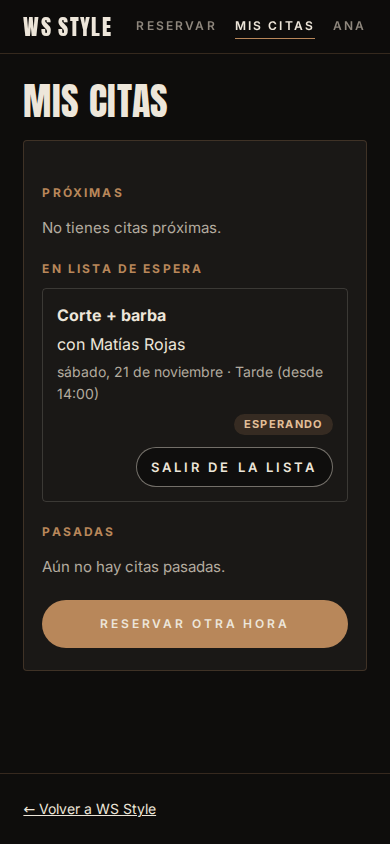 WS STYLE
RESERVAR
MIS CITAS
ANA
MIS CITAS
PRÓXIMAS
No tienes citas próximas.
EN LISTA DE ESPERA
Corte + barba
con Matías Rojas
sábado, 21 de noviembre · Tarde (desde
14:00)
ESPERANDO
SALIR DE LA LISTA
PASADAS
Aún no hay citas pasadas.
RESERVAR OTRA HORA
← Volver a WS Style